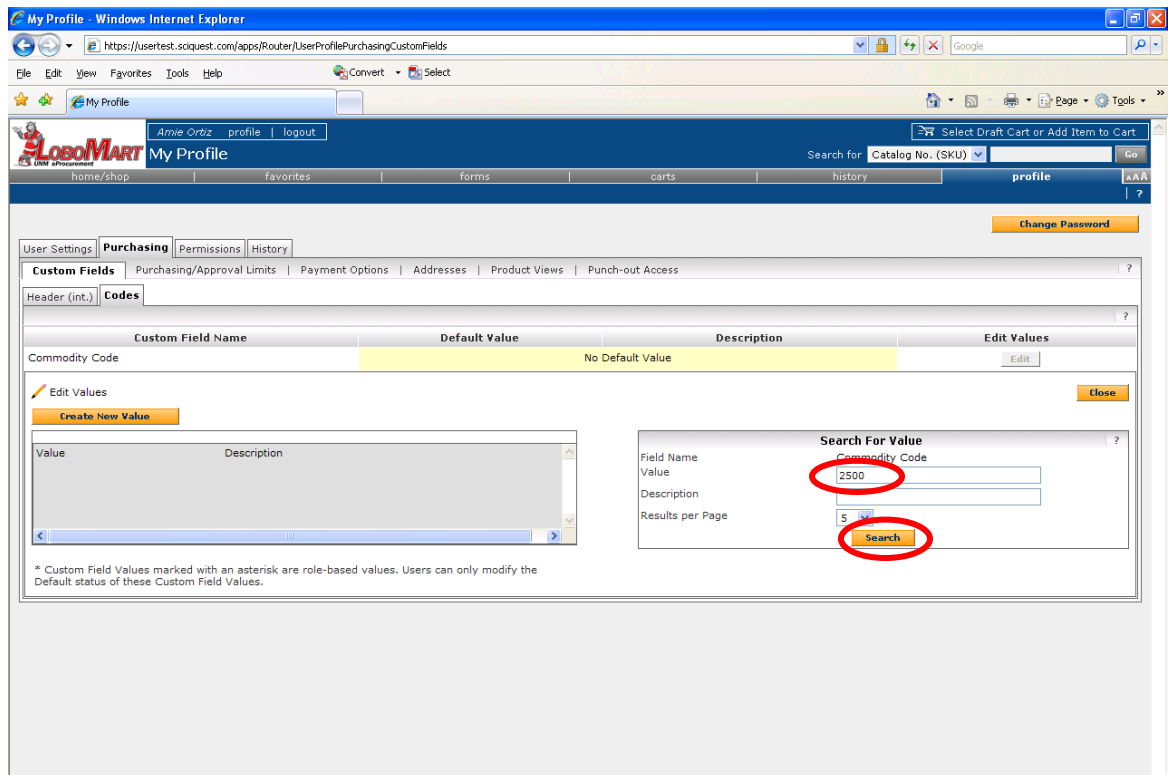 My Profile - Windows Internet Explorer
https://usertest.sciquest.com/apps/Router/UserProfilePurchasingCustomFields
Google
File Edit View Favorites Tools Help
Convert Select
My Profile
Page Tools
LOBOMART
UNM eProcurement
Amie Ortiz profile | logout
Select Draft Cart or Add Item to Cart
My Profile
Search for Catalog No. (SKU) Go
home/shop | favorites | forms | carts | history | profile AAA
| ?
Change Password
User Settings Purchasing Permissions History
Custom Fields Purchasing/Approval Limits | Payment Options | Addresses | Product Views | Punch-out Access ?
Header (int.) Codes
?
Custom Field Name Default Value Description Edit Values
Commodity Code No Default Value Edit
Edit Values Close
Create New Value
Value Description
Search For Value ?
Field Name Commodity Code
Value 2500
Description
Results per Page 5
Search
* Custom Field Values marked with an asterisk are role-based values. Users can only modify the
Default status of these Custom Field Values.